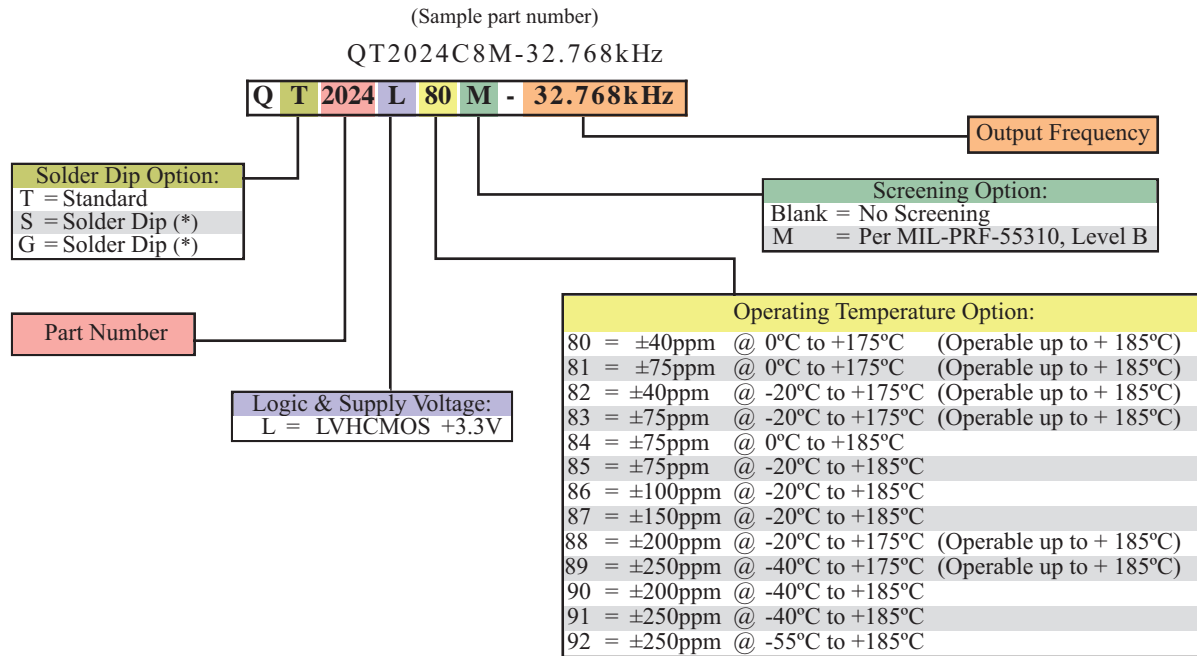 (Sample part number)
QT2024C8M-32.768kHz
Q T 2024 L 80 M - 32.768kHz
Output Frequency
Solder Dip Option:
T = Standard
S = Solder Dip (*)
G = Solder Dip (*)
Screening Option:
Blank = No Screening
M = Per MIL-PRF-55310, Level B
Part Number
Logic & Supply Voltage:
L = LVHCMOS +3.3V
Operating Temperature Option:
80 = ±40ppm @ 0ºC to +175ºC (Operable up to + 185ºC)
81 = ±75ppm @ 0ºC to +175ºC (Operable up to + 185ºC)
82 = ±40ppm @ -20ºC to +175ºC (Operable up to + 185ºC)
83 = ±75ppm @ -20ºC to +175ºC (Operable up to + 185ºC)
84 = ±75ppm @ 0ºC to +185ºC
85 = ±75ppm @ -20ºC to +185ºC
86 = ±100ppm @ -20ºC to +185ºC
87 = ±150ppm @ -20ºC to +185ºC
88 = ±200ppm @ -20ºC to +175ºC (Operable up to + 185ºC)
89 = ±250ppm @ -40ºC to +175ºC (Operable up to + 185ºC)
90 = ±200ppm @ -40ºC to +185ºC
91 = ±250ppm @ -40ºC to +185ºC
92 = ±250ppm @ -55ºC to +185ºC